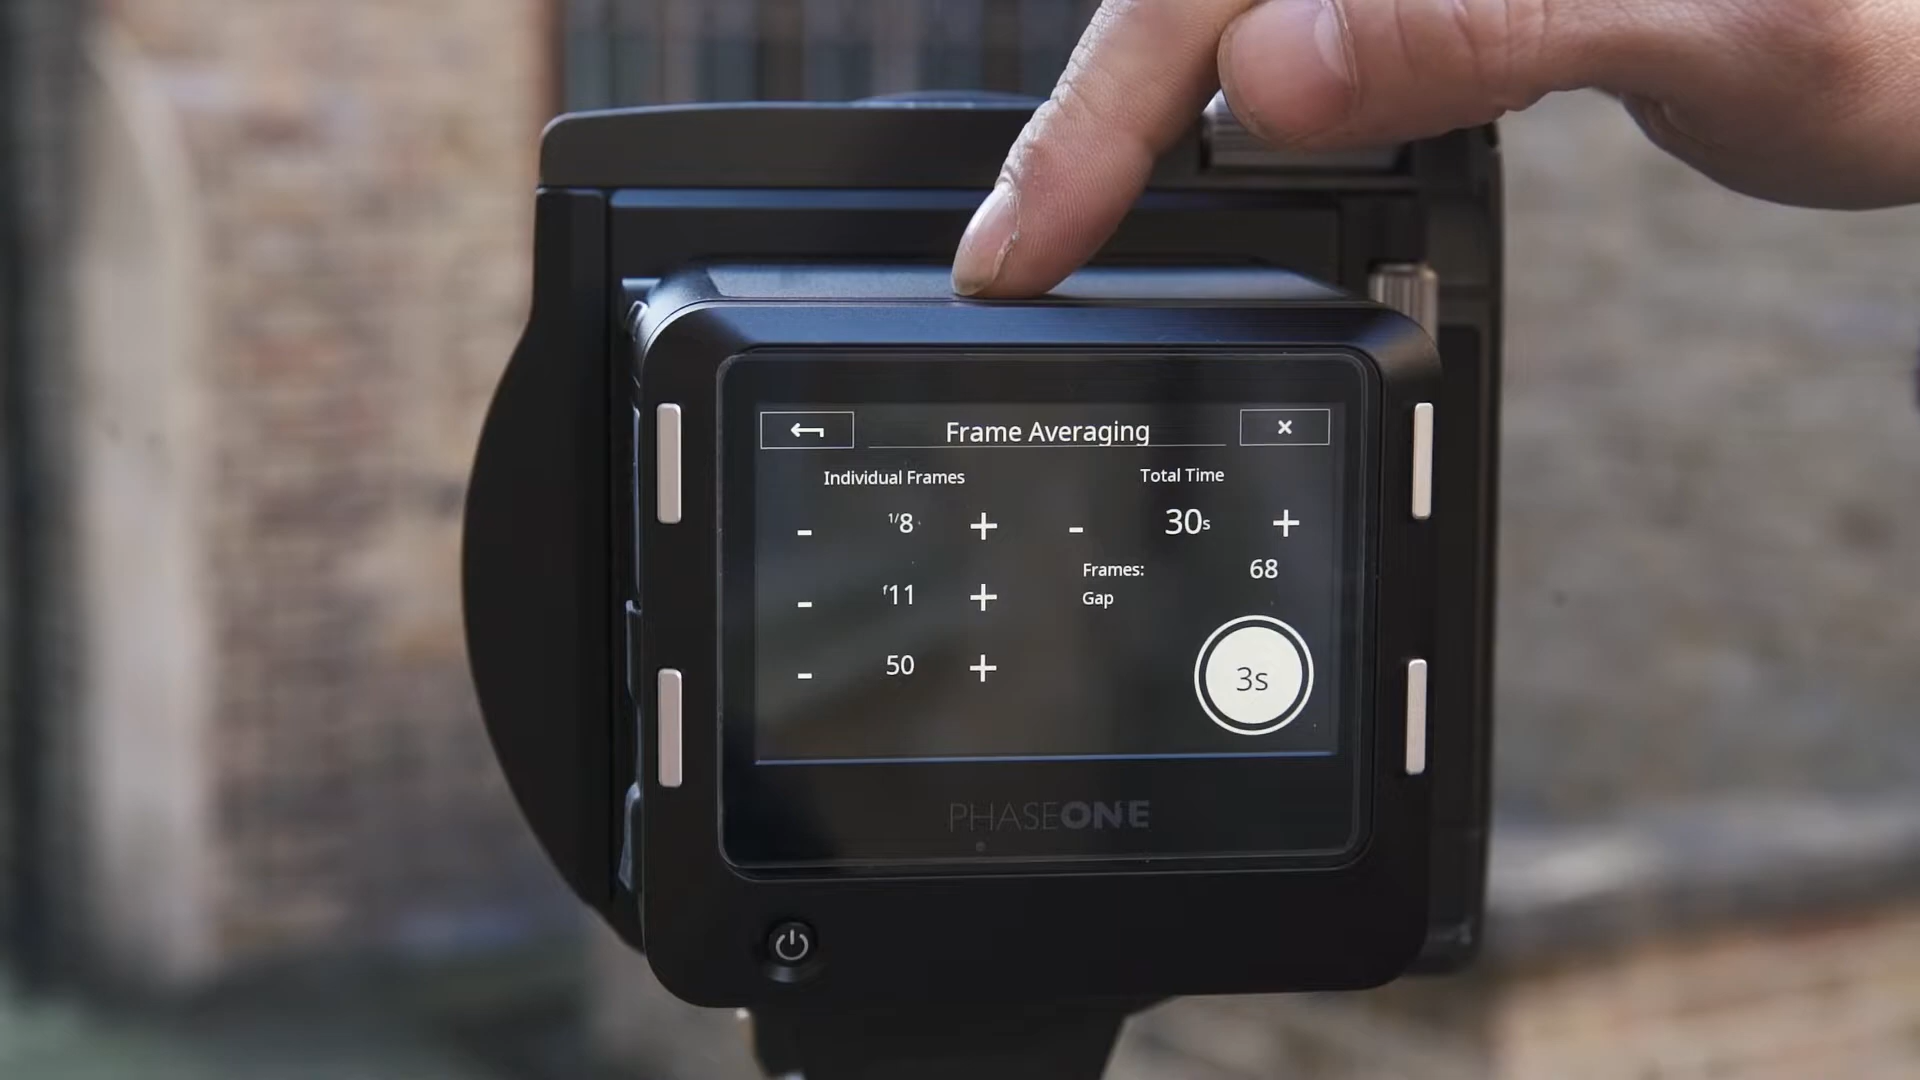 Frame Averaging
Individual Frames
Total Time
- 1/8 +
- 30s +
Frames: 68
Gap
- f11 +
- 50 +
3s
PHASEONE